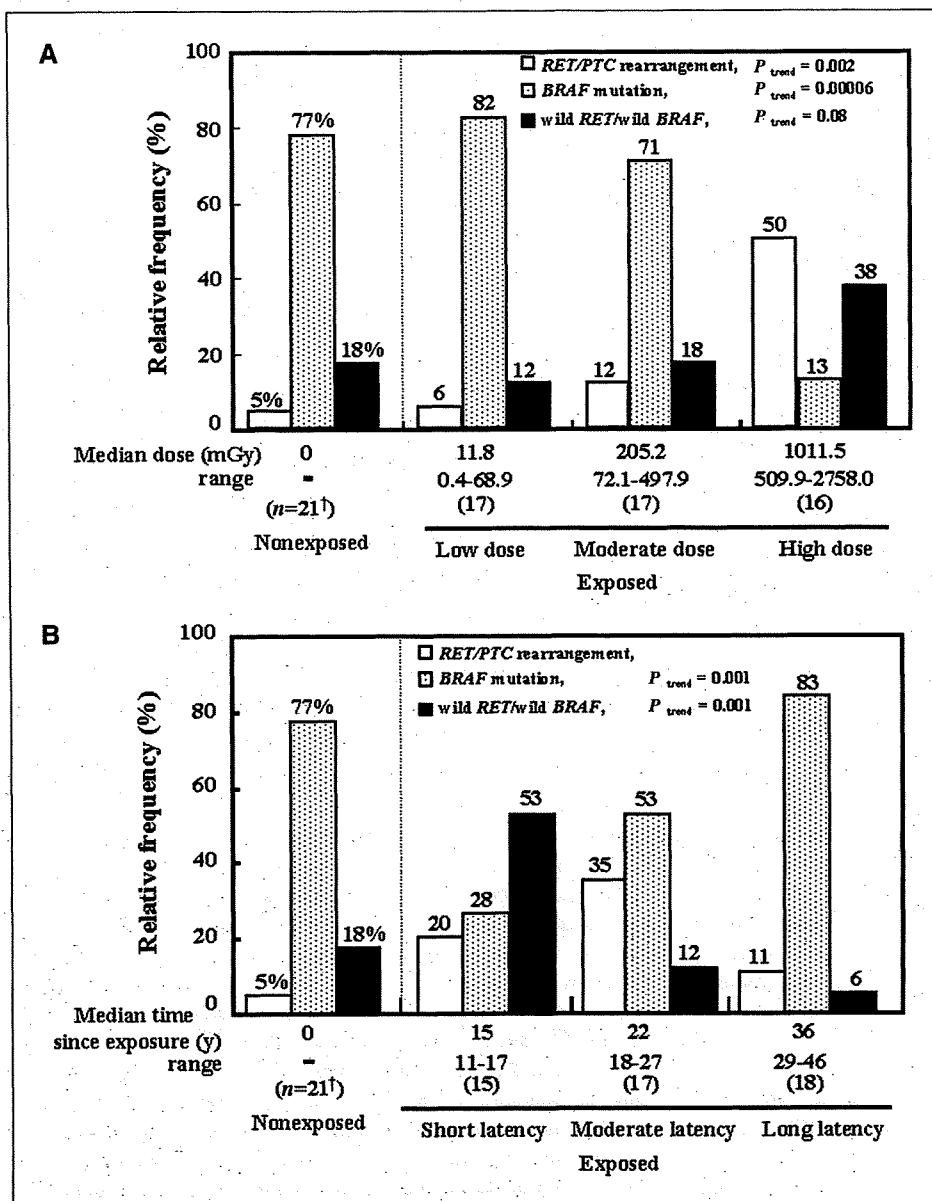 A
100
80
60
40
20
0
Relative frequency (%)
RET/PTC rearrangement, P trend = 0.002
BRAF mutation, P trend = 0.00006
wild RET/wild BRAF, P trend = 0.08
5%
77%
18%
6
82
12
12
71
18
50
13
38
Median dose (mGy) 0 11.8 205.2 1011.5
range - 0.4-68.9 72.1-497.9 509.9-2758.0
(n=21†) (17) (17) (16)
Nonexposed Low dose Moderate dose High dose
Exposed
B
100
80
60
40
20
0
Relative frequency (%)
RET/PTC rearrangement,
BRAF mutation, P trend = 0.001
wild RET/wild BRAF, P trend = 0.001
5%
77%
18%
20
28
53
35
53
12
11
83
6
Median time
since exposure (y) 0 15 22 36
range - 11-17 18-27 29-46
(n=21†) (15) (17) (18)
Nonexposed Short latency Moderate latency Long latency
Exposed